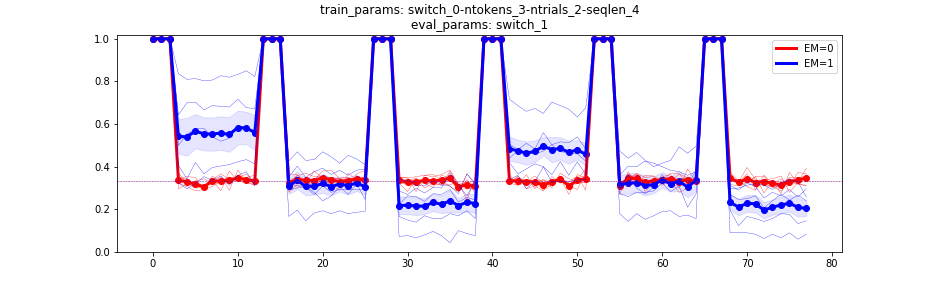 train_params: switch_0-ntokens_3-ntrials_2-seqlen_4
eval_params: switch_1
1.0
0.8
0.6
0.4
0.2
0.0
EM=0
EM=1
0 10 20 30 40 50 60 70 80